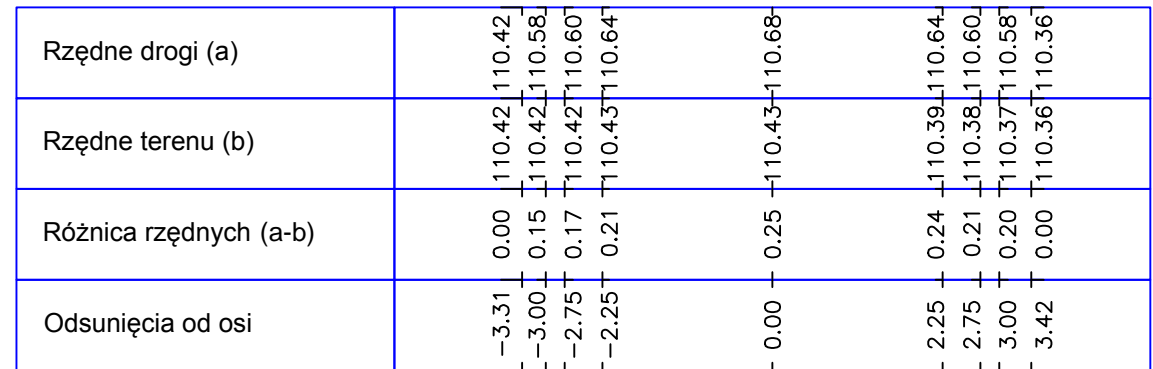 Rzędne drogi (a) 110.42 110.58 110.60 110.64 110.68 110.64 110.60 110.58 110.36
Rzędne terenu (b) 110.42 110.42 110.42 110.43 110.43 110.39 110.38 110.37 110.36
Różnica rzędnych (a-b) 0.00 0.15 0.17 0.21 0.25 0.24 0.21 0.20 0.00
Odsunięcia od osi -3.31 -3.00 -2.75 -2.25 0.00 2.25 2.75 3.00 3.42